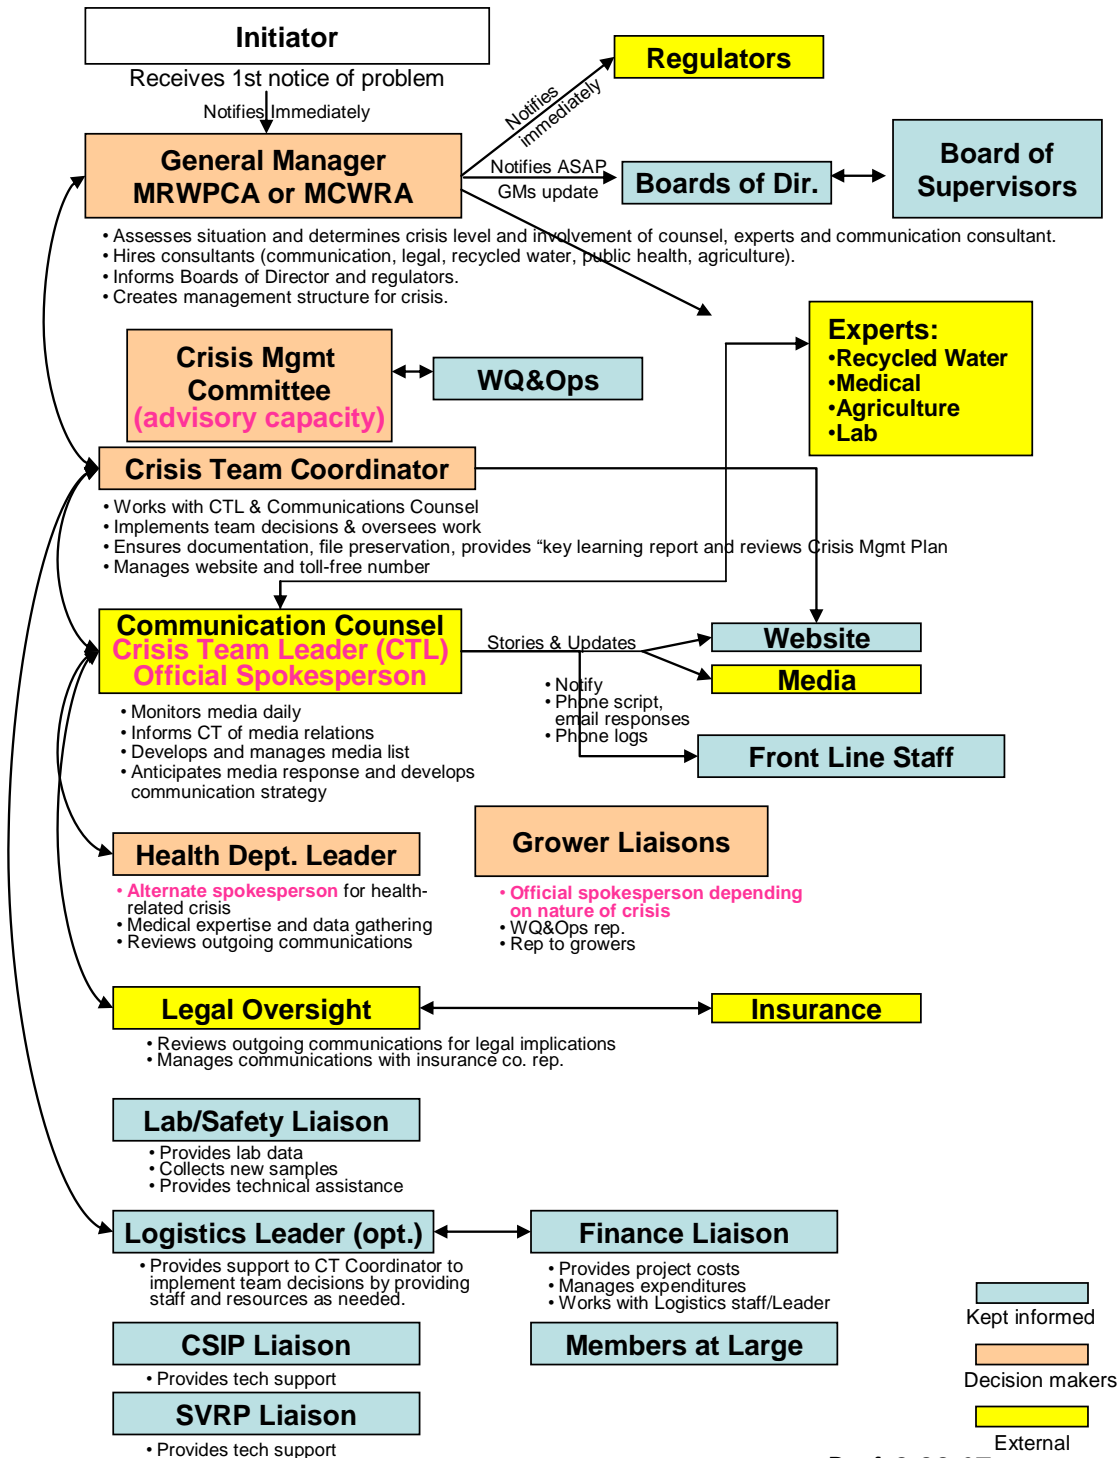 Initiator
Receives 1st notice of problem
Notifies Immediately
Regulators
Notifies
immediately
General Manager
MRWPCA or MCWRA
Notifies ASAP
GMs update
Boards of Dir.
Board of
Supervisors
• Assesses situation and determines crisis level and involvement of counsel, experts and communication consultant.
• Hires consultants (communication, legal, recycled water, public health, agriculture).
• Informs Boards of Director and regulators.
• Creates management structure for crisis.
Crisis Mgmt
Committee
(advisory capacity)
WQ&Ops
Experts:
•Recycled Water
•Medical
•Agriculture
•Lab
Crisis Team Coordinator
• Works with CTL & Communications Counsel
• Implements team decisions & oversees work
• Ensures documentation, file preservation, provides “key learning report and reviews Crisis Mgmt Plan
• Manages website and toll-free number
Communication Counsel
Crisis Team Leader (CTL)
Official Spokesperson
Stories & Updates
Website
Media
• Notify
• Phone script,
email responses
• Phone logs
Front Line Staff
• Monitors media daily
• Informs CT of media relations
• Develops and manages media list
• Anticipates media response and develops
communication strategy
Health Dept. Leader
• Alternate spokesperson for health-
related crisis
• Medical expertise and data gathering
• Reviews outgoing communications
Grower Liaisons
• Official spokesperson depending
on nature of crisis
• WQ&Ops rep.
• Rep to growers
Legal Oversight
Insurance
• Reviews outgoing communications for legal implications
• Manages communications with insurance co. rep.
Lab/Safety Liaison
• Provides lab data
• Collects new samples
• Provides technical assistance
Logistics Leader (opt.)
• Provides support to CT Coordinator to
implement team decisions by providing
staff and resources as needed.
Finance Liaison
• Provides project costs
• Manages expenditures
• Works with Logistics staff/Leader
CSIP Liaison
• Provides tech support
Members at Large
SVRP Liaison
• Provides tech support
Kept informed
Decision makers
External